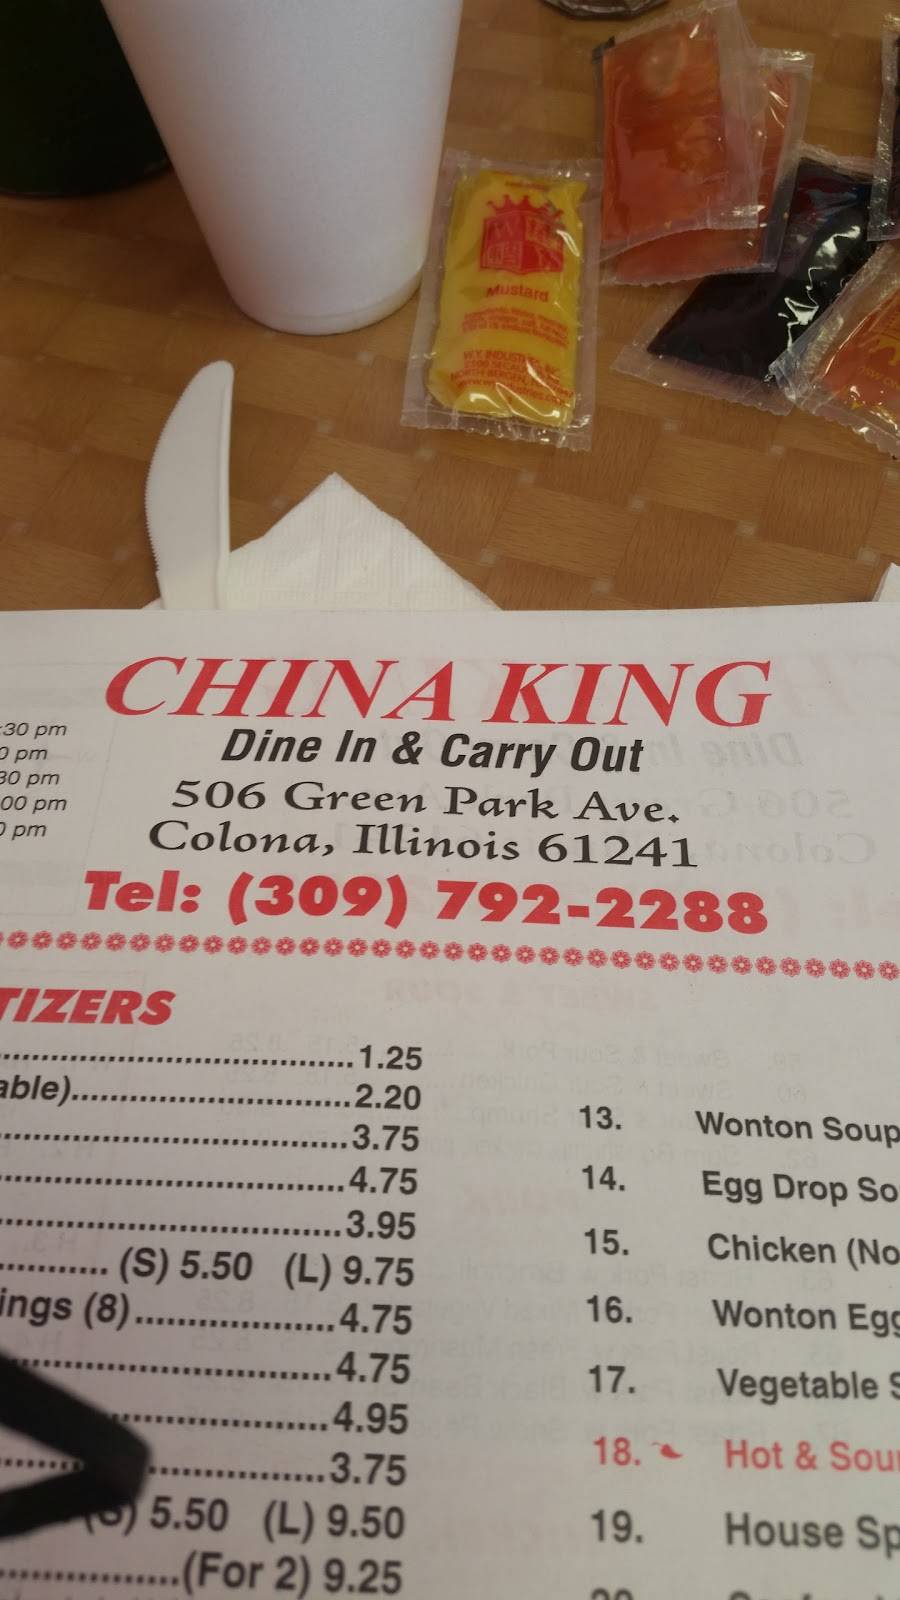 Mustard
W.Y. INDUSTRIES, INC.
NORTH BERGEN,
CHINA KING
Dine In & Carry Out
506 Green Park Ave.
Colona, Illinois 61241
Tel: (309) 792-2288
:30 pm
0 pm
30 pm
00 pm
0 pm
TIZERS
1.25
able) 2.20
3.75
4.75
3.95
(S) 5.50 (L) 9.75
ings (8) 4.75
4.75
4.95
3.75
(S) 5.50 (L) 9.50
(For 2) 9.25
13. Wonton Soup
14. Egg Drop So
15. Chicken (No
16. Wonton Egg
17. Vegetable S
18. Hot & Sour
19. House Sp